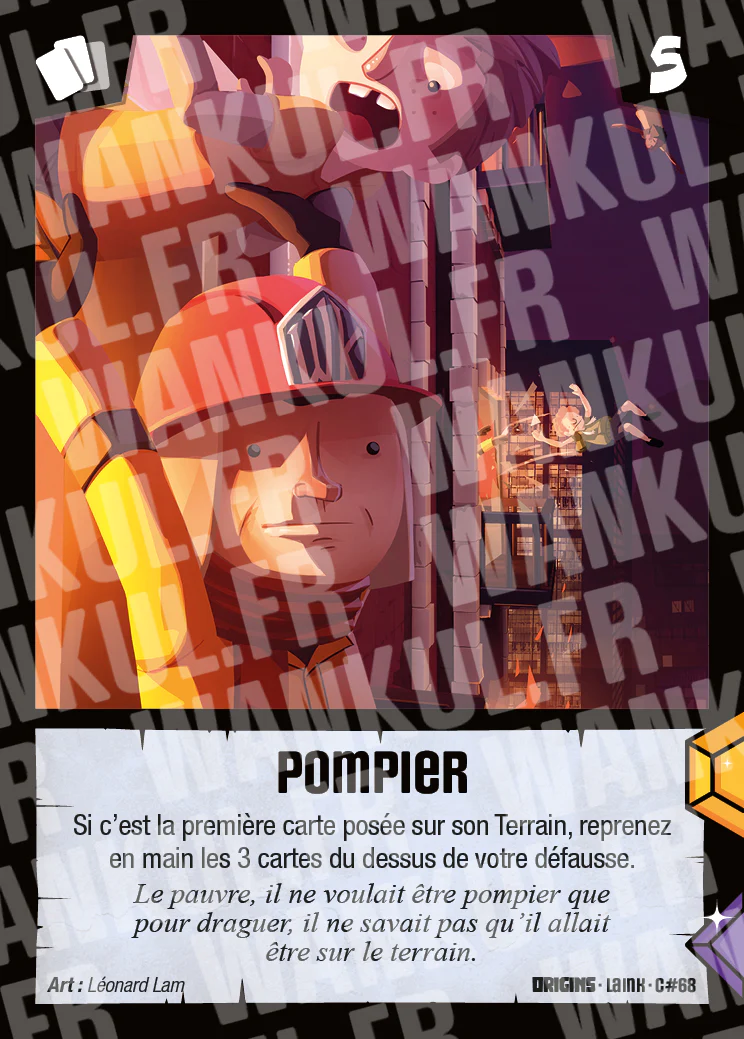 5
POMPIER
Si c'est la première carte posée sur son Terrain, reprenez
en main les 3 cartes du dessus de votre défausse.
Le pauvre, il ne voulait être pompier que
pour draguer, il ne savait pas qu'il allait
être sur le terrain.
Art : Léonard Lam
ORIGINS · LAINK · C#68
WANKUL.FR